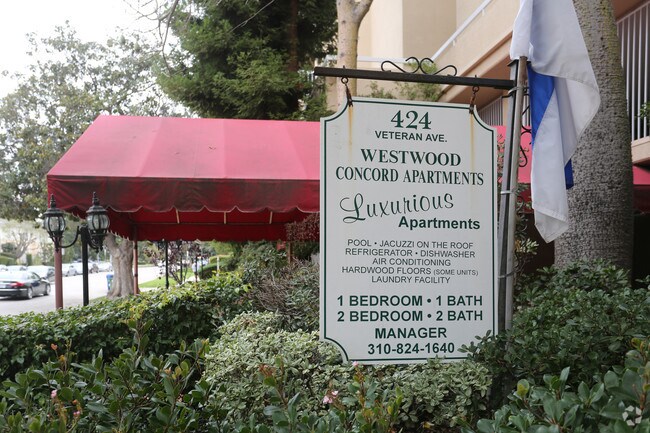 424
VETERAN AVE.
WESTWOOD
CONCORD APARTMENTS
Luxurious
Apartments
POOL • JACUZZI ON THE ROOF
REFRIGERATOR • DISHWASHER
AIR CONDITIONING
HARDWOOD FLOORS (SOME UNITS)
LAUNDRY FACILITY
1 BEDROOM • 1 BATH
2 BEDROOM • 2 BATH
MANAGER
310-824-1640